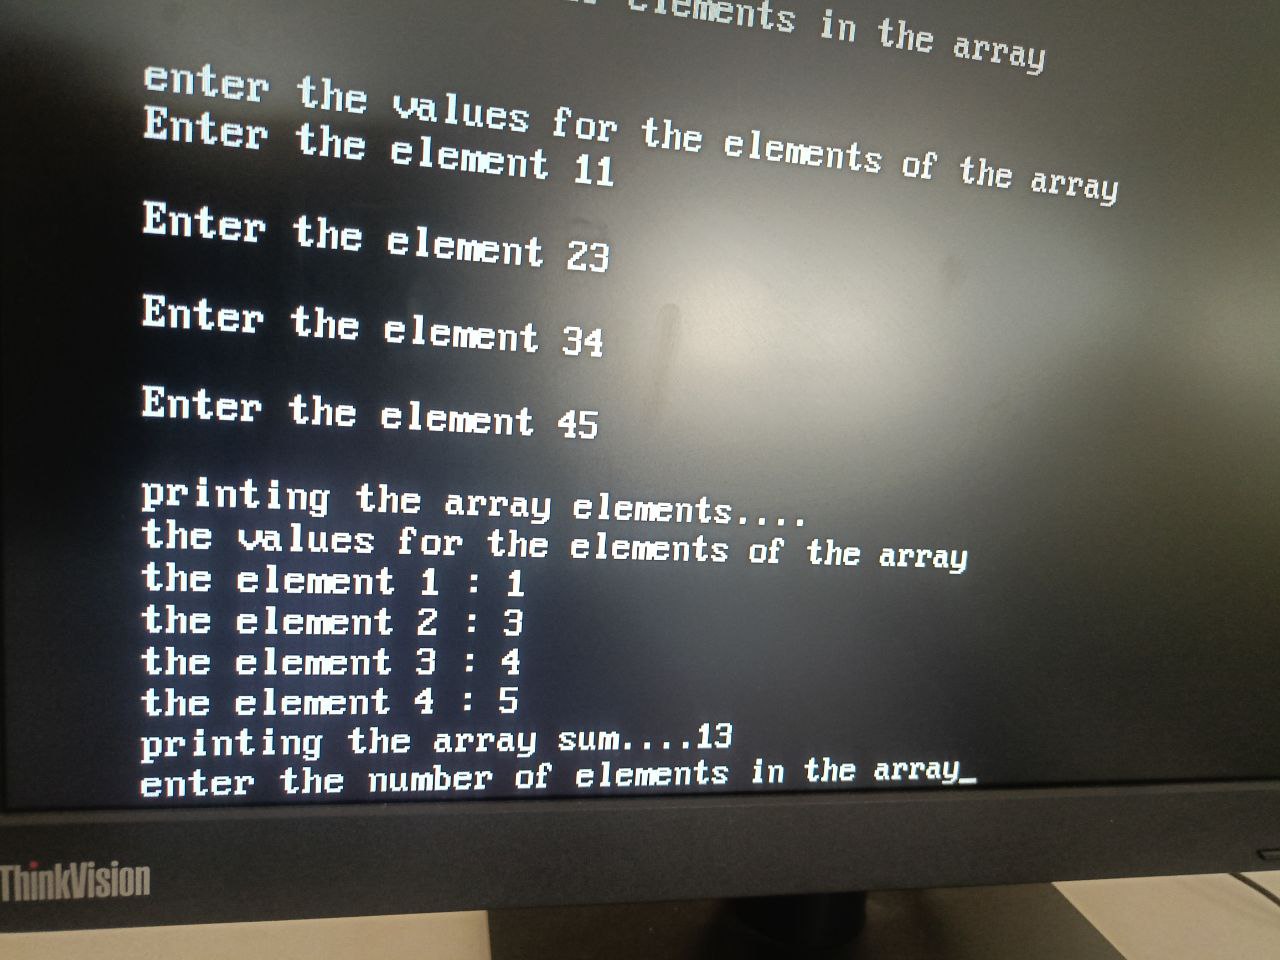 elements in the array
enter the values for the elements of the array
Enter the element 11
Enter the element 23
Enter the element 34
Enter the element 45
printing the array elements....
the values for the elements of the array
the element 1 : 1
the element 2 : 3
the element 3 : 4
the element 4 : 5
printing the array sum....13
enter the number of elements in the array_
ThinkVision